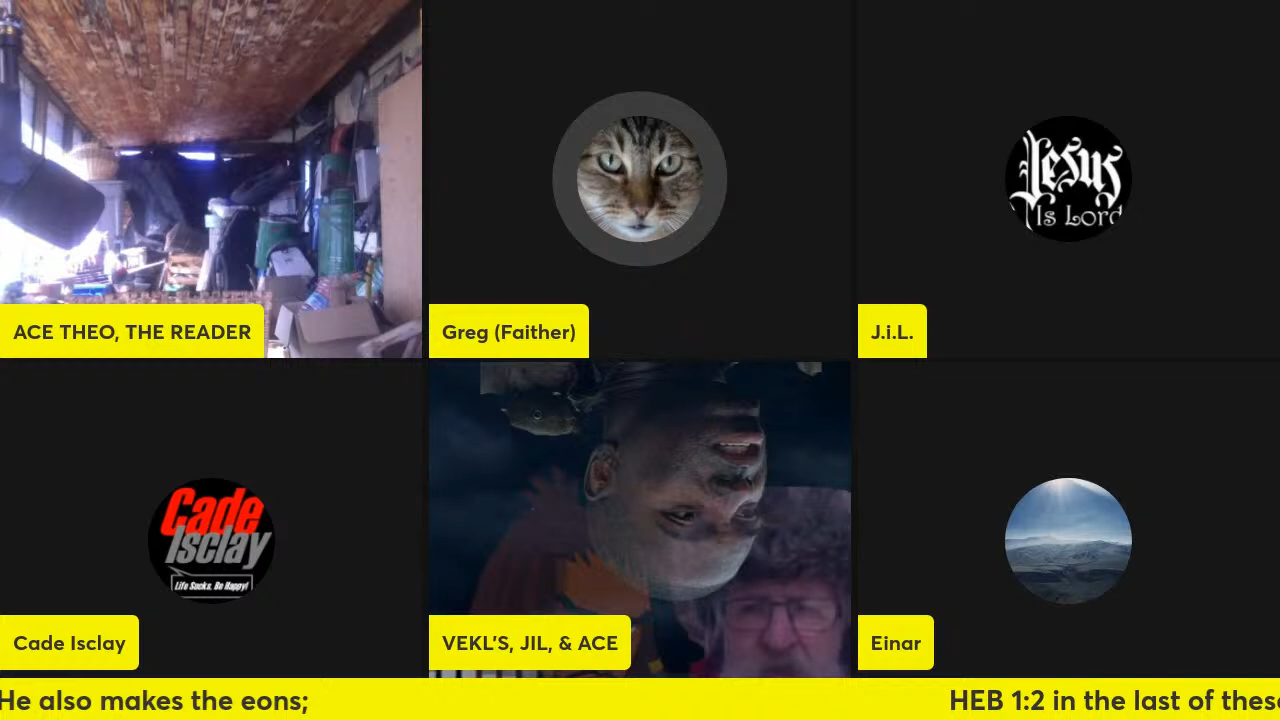 ACE THEO, THE READER
Greg (Faither)
Jesus
Is Lord
J.i.L.
Cade
Isclay
Life Sucks. Be Happy!
Cade Isclay
VEKL'S, JIL, & ACE
Einar
He also makes the eons;
HEB 1:2 in the last of these